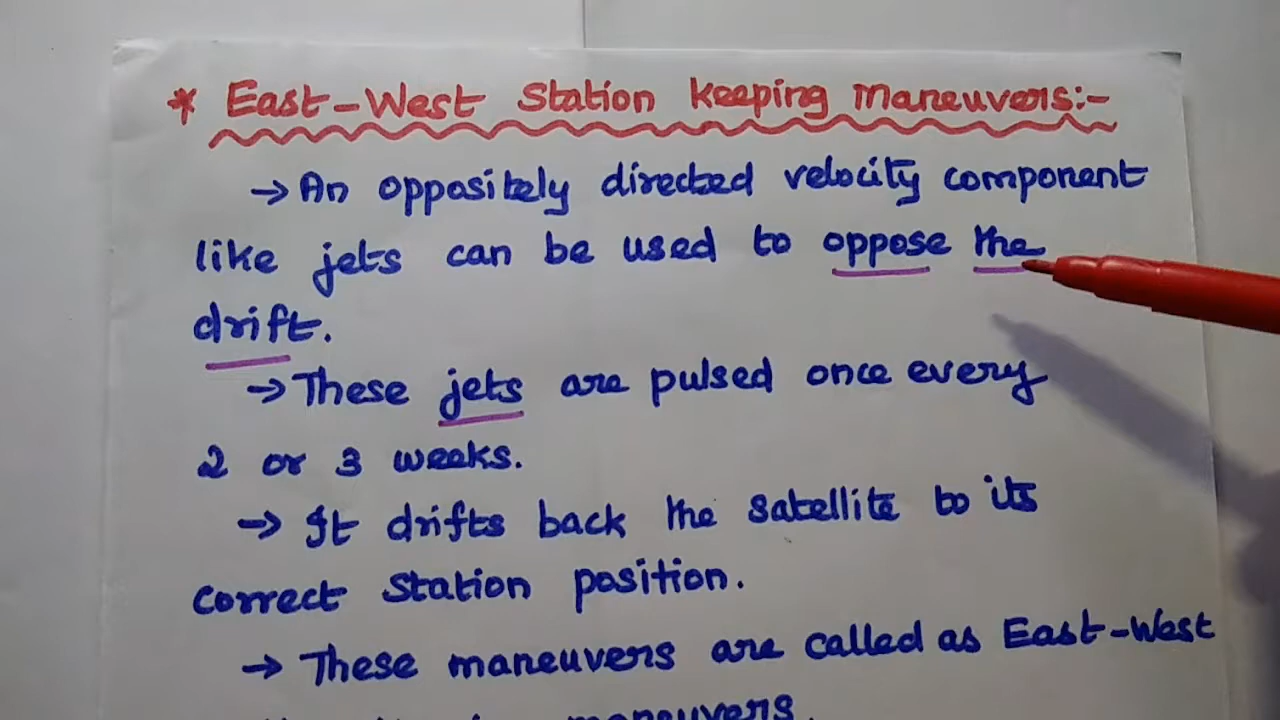 * East-West Station keeping Maneuvers:-
→ An oppositely directed velocity component
like jets can be used to oppose the
drift.
→ These jets are pulsed once every
2 or 3 weeks.
→ It drifts back the satellite to its
correct station position.
→ These maneuvers are called as East-West
maneuvers.